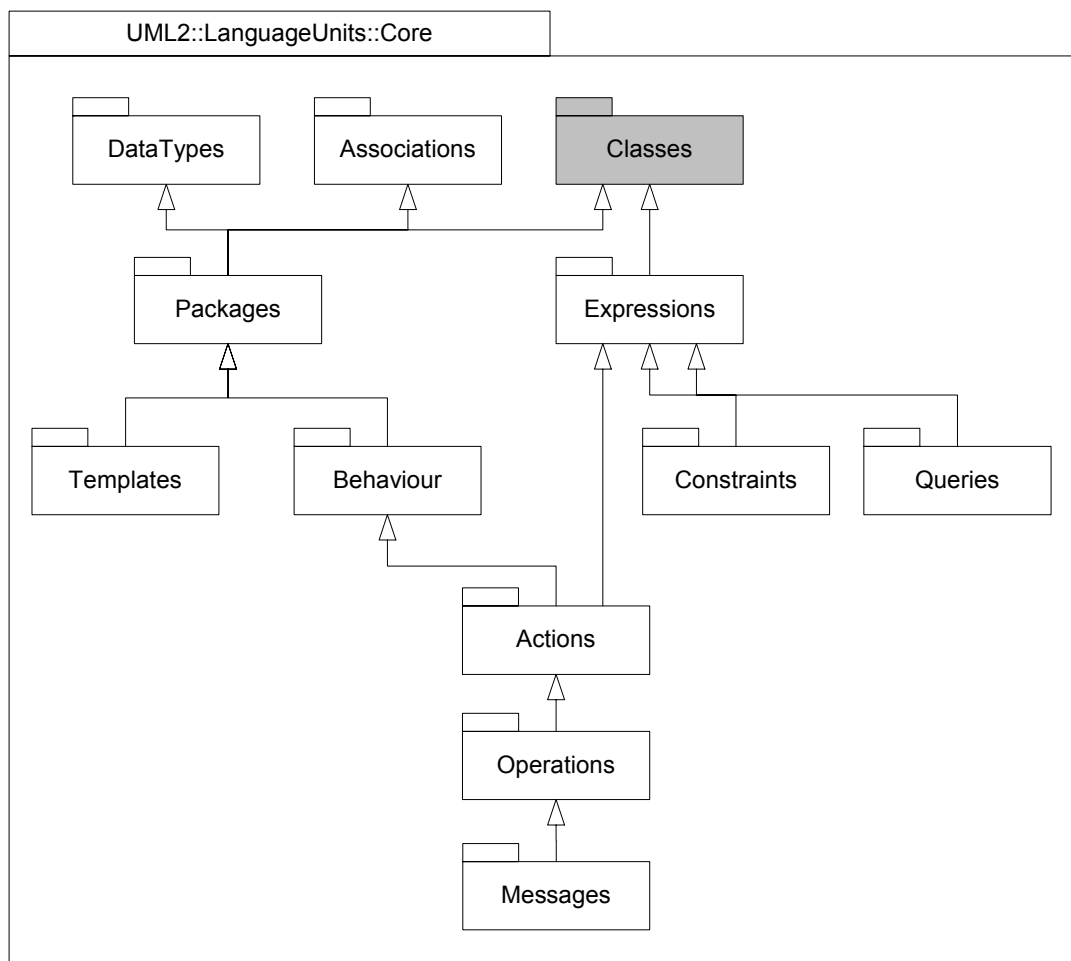 UML2::LanguageUnits::Core
DataTypes
Associations
Classes
Packages
Expressions
Templates
Behaviour
Constraints
Queries
Actions
Operations
Messages